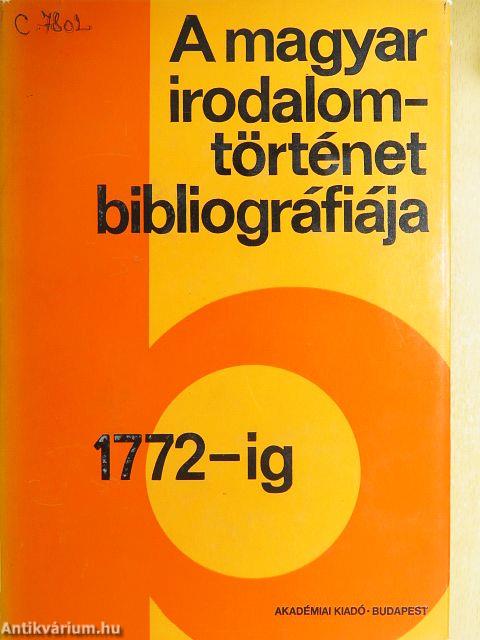 C 7802
A magyar
irodalom-
történet
bibliográfiája
1772-ig
AKADÉMIAI KIADÓ · BUDAPEST
Antikvárium.hu